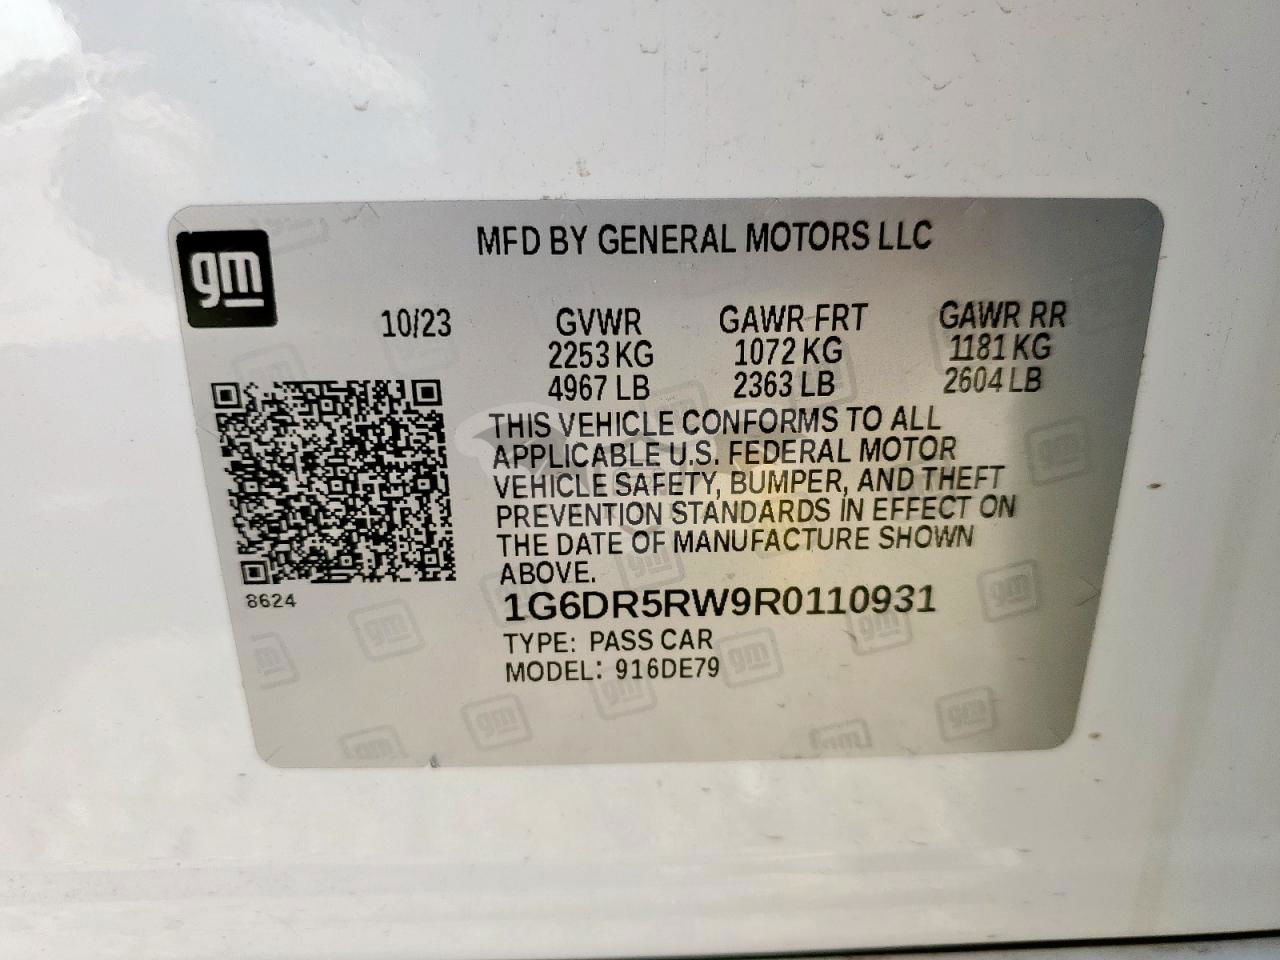 gm
MFD BY GENERAL MOTORS LLC
10/23 GVWR GAWR FRT GAWR RR
2253 KG 1072 KG 1181 KG
4967 LB 2363 LB 2604 LB
THIS VEHICLE CONFORMS TO ALL
APPLICABLE U.S. FEDERAL MOTOR
VEHICLE SAFETY, BUMPER, AND THEFT
PREVENTION STANDARDS IN EFFECT ON
THE DATE OF MANUFACTURE SHOWN
ABOVE.
8624
1G6DR5RW9R0110931
TYPE: PASS CAR
MODEL: 916DE79